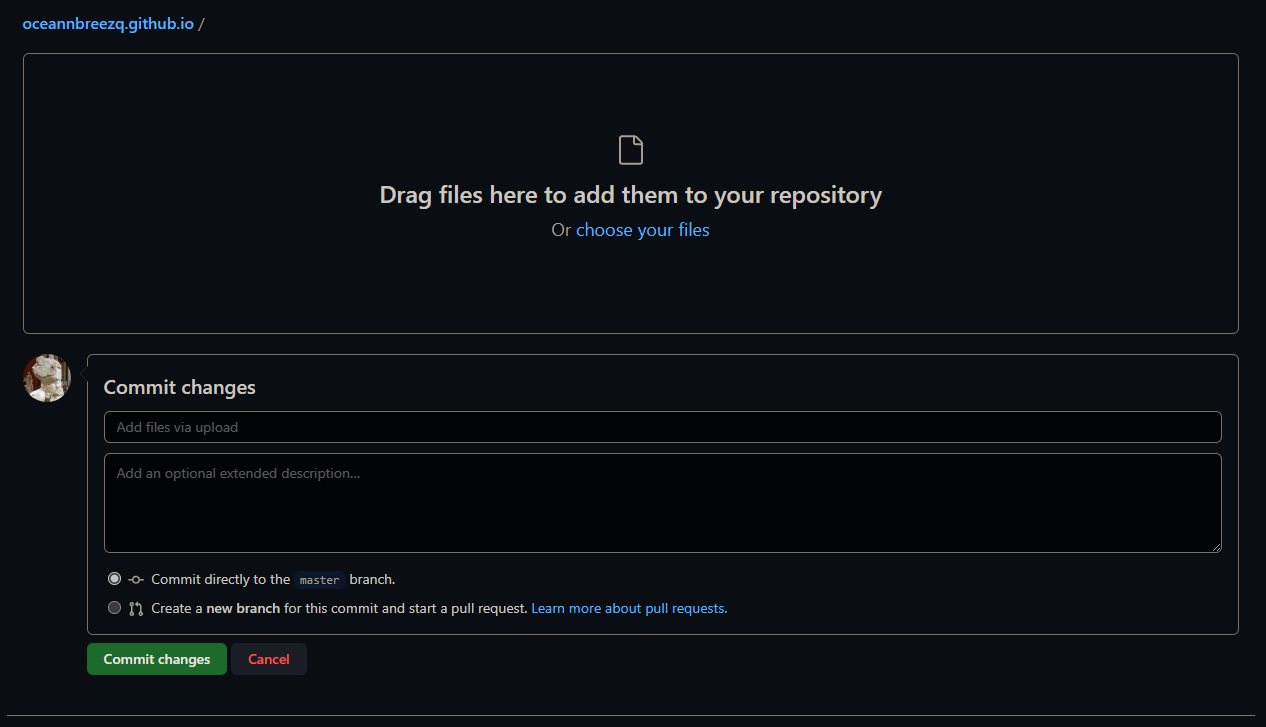 oceannbreezq.github.io /
Drag files here to add them to your repository
Or choose your files
Commit changes
Add files via upload
Add an optional extended description...
Commit directly to the master branch.
Create a new branch for this commit and start a pull request. Learn more about pull requests.
Commit changes Cancel